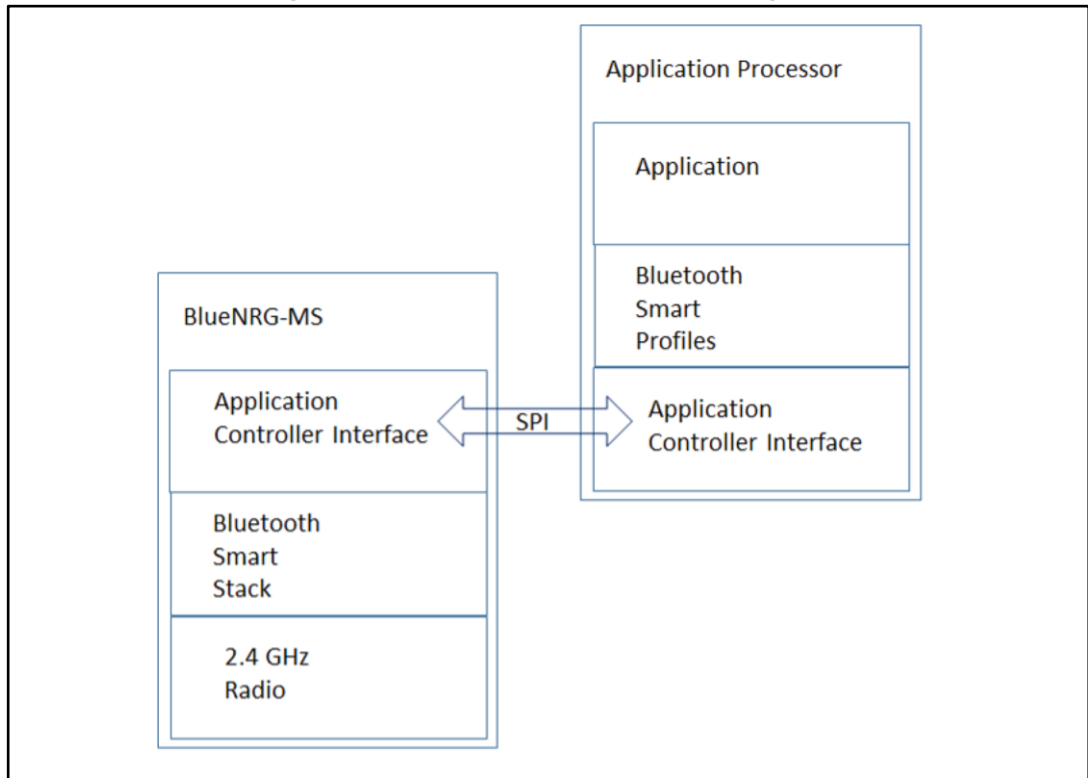 Application Processor
Application
Bluetooth
Smart
Profiles
Application
Controller Interface
SPI
BlueNRG-MS
Application
Controller Interface
Bluetooth
Smart
Stack
2.4 GHz
Radio